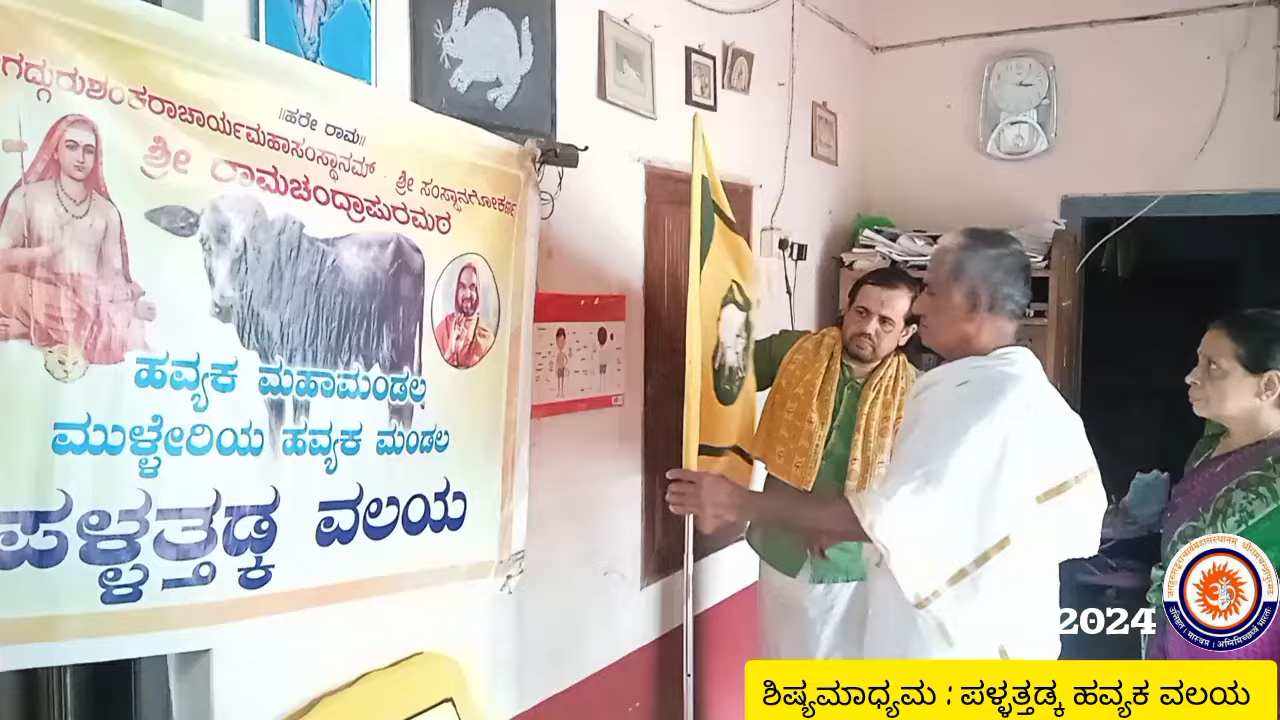 ಗದ್ಗುರುಶಂಕರಾಚಾರ್ಯಮಹಾಸಂಸ್ಥಾನಮ್
॥ಹರೇ ರಾಮ॥
ಶ್ರೀ ಸಂಸ್ಥಾನಗೋಕರ್ಣ
ಶ್ರೀ ರಾಮಚಂದ್ರಾಪುರಮಠ
ಹವ್ಯಕ ಮಹಾಮಂಡಲ
ಮುಳ್ಳೇರಿಯ ಹವ್ಯಕ ಮಂಡಲ
ಪಳ್ಳತ್ತಡ್ಕ ವಲಯ
2024
ಶಿಷ್ಯಮಾಧ್ಯಮ : ಪಳ್ಳತ್ತಡ್ಕ ಹವ್ಯಕ ವಲಯ